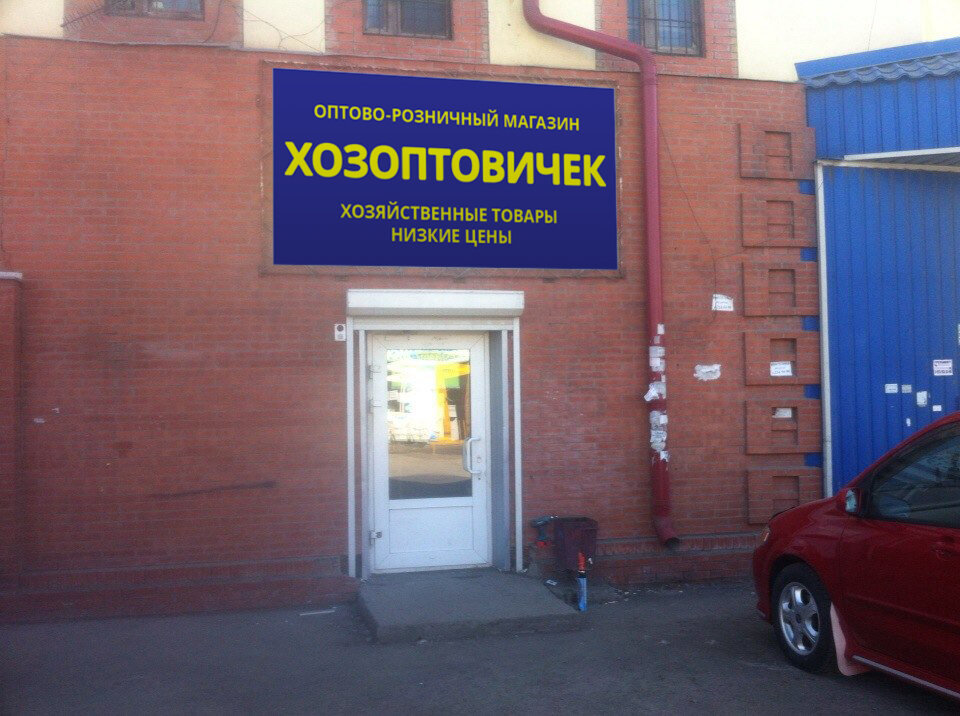 ОПТОВО-РОЗНИЧНЫЙ МАГАЗИН
ХОЗОПТОВИЧЕК
ХОЗЯЙСТВЕННЫЕ ТОВАРЫ
НИЗКИЕ ЦЕНЫ